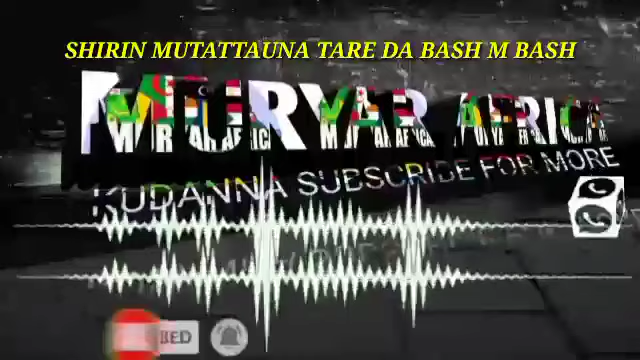 SHIRIN MUTATTAUNA TARE DA BASH M BASH
MURYAR AFRICA
KUDANNA SUBSCRIBE FOR MORE